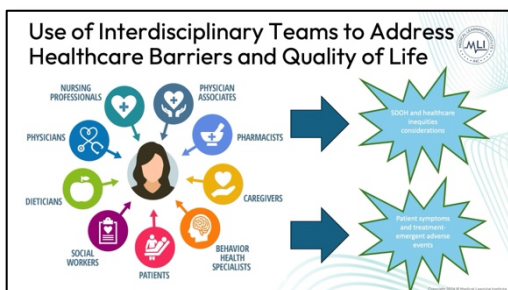 Use of Interdisciplinary Teams to Address
Healthcare Barriers and Quality of Life
MLI
NURSING
PROFESSIONALS
PHYSICIAN
ASSOCIATES
PHYSICIANS
PHARMACISTS
DIETICIANS
CAREGIVERS
SOCIAL
WORKERS
PATIENTS
BEHAVIOR
HEALTH
SPECIALISTS
SDOH and healthcare
inequities
considerations
Patient symptoms
and treatment-
emergent adverse
events